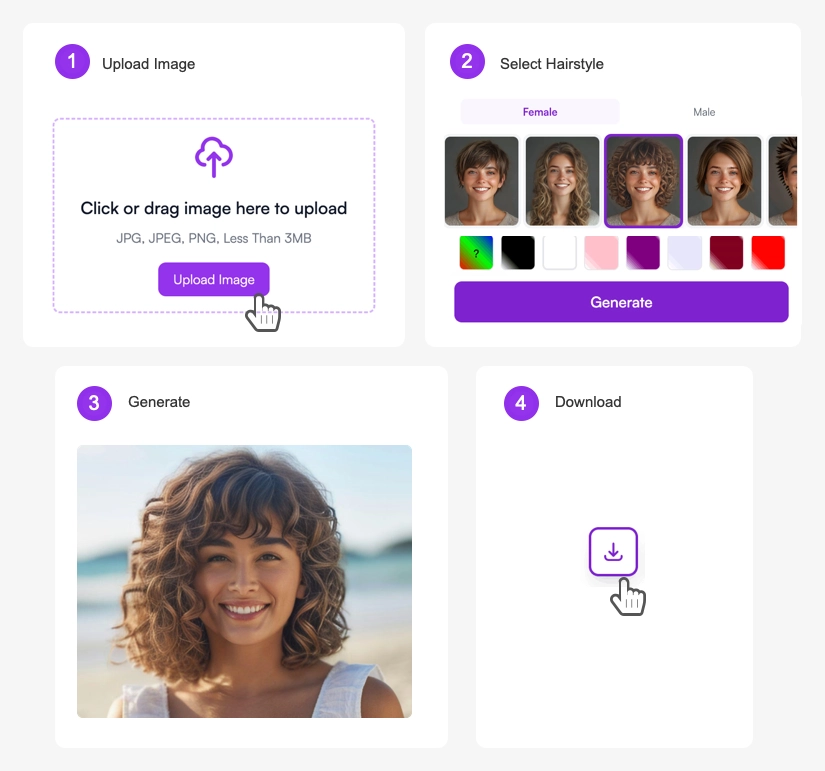 1 Upload Image
Click or drag image here to upload
JPG, JPEG, PNG, Less Than 3MB
Upload Image
2 Select Hairstyle
Female Male
?
Generate
3 Generate
4 Download